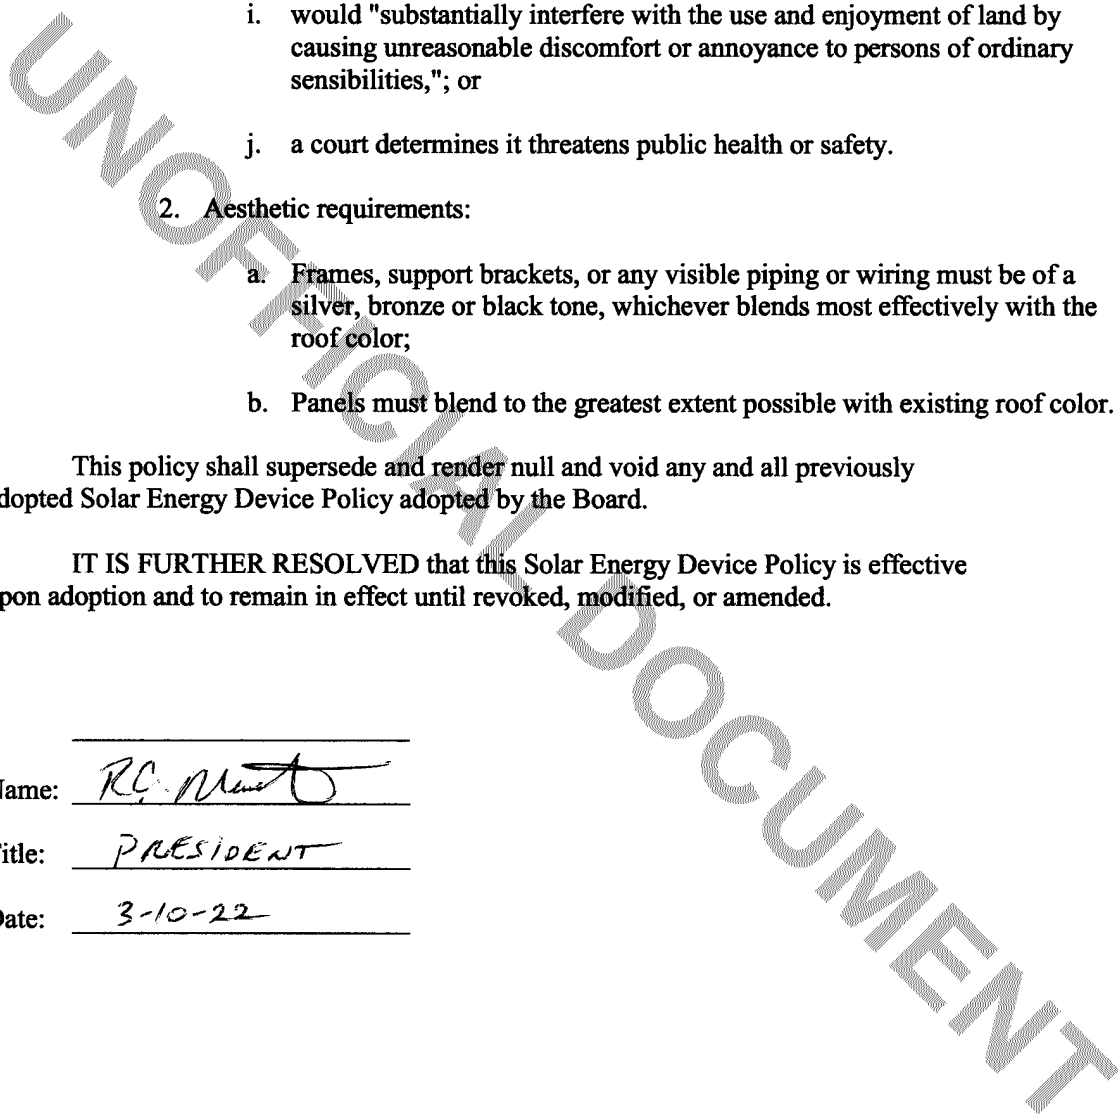 i. would "substantially interfere with the use and enjoyment of land by
causing unreasonable discomfort or annoyance to persons of ordinary
sensibilities,"; or
j. a court determines it threatens public health or safety.
2. Aesthetic requirements:
a. Frames, support brackets, or any visible piping or wiring must be of a
silver, bronze or black tone, whichever blends most effectively with the
roof color;
b. Panels must blend to the greatest extent possible with existing roof color.
This policy shall supersede and render null and void any and all previously
dopted Solar Energy Device Policy adopted by the Board.
IT IS FURTHER RESOLVED that this Solar Energy Device Policy is effective
pon adoption and to remain in effect until revoked, modified, or amended.
Name: R.C.
Title: PRESIDENT
Date: 3-10-22
UNOFFICIAL DOCUMENT